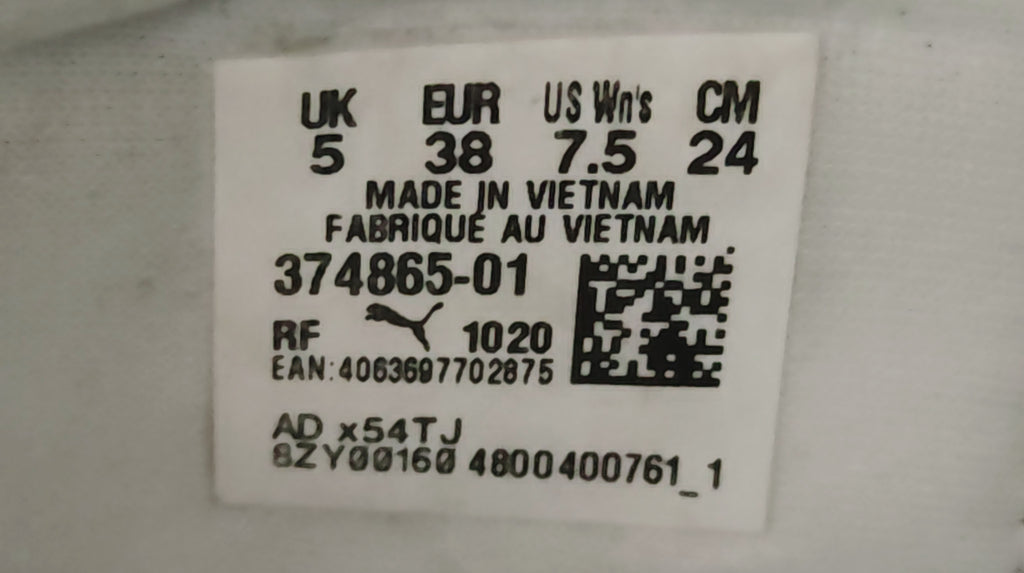 UK EUR US Wn's CM
5 38 7.5 24
MADE IN VIETNAM
FABRIQUÉ AU VIETNAM
374865-01
RF 1020
EAN:4063697702875
AD x54TJ
8ZY00160 4800400761_1